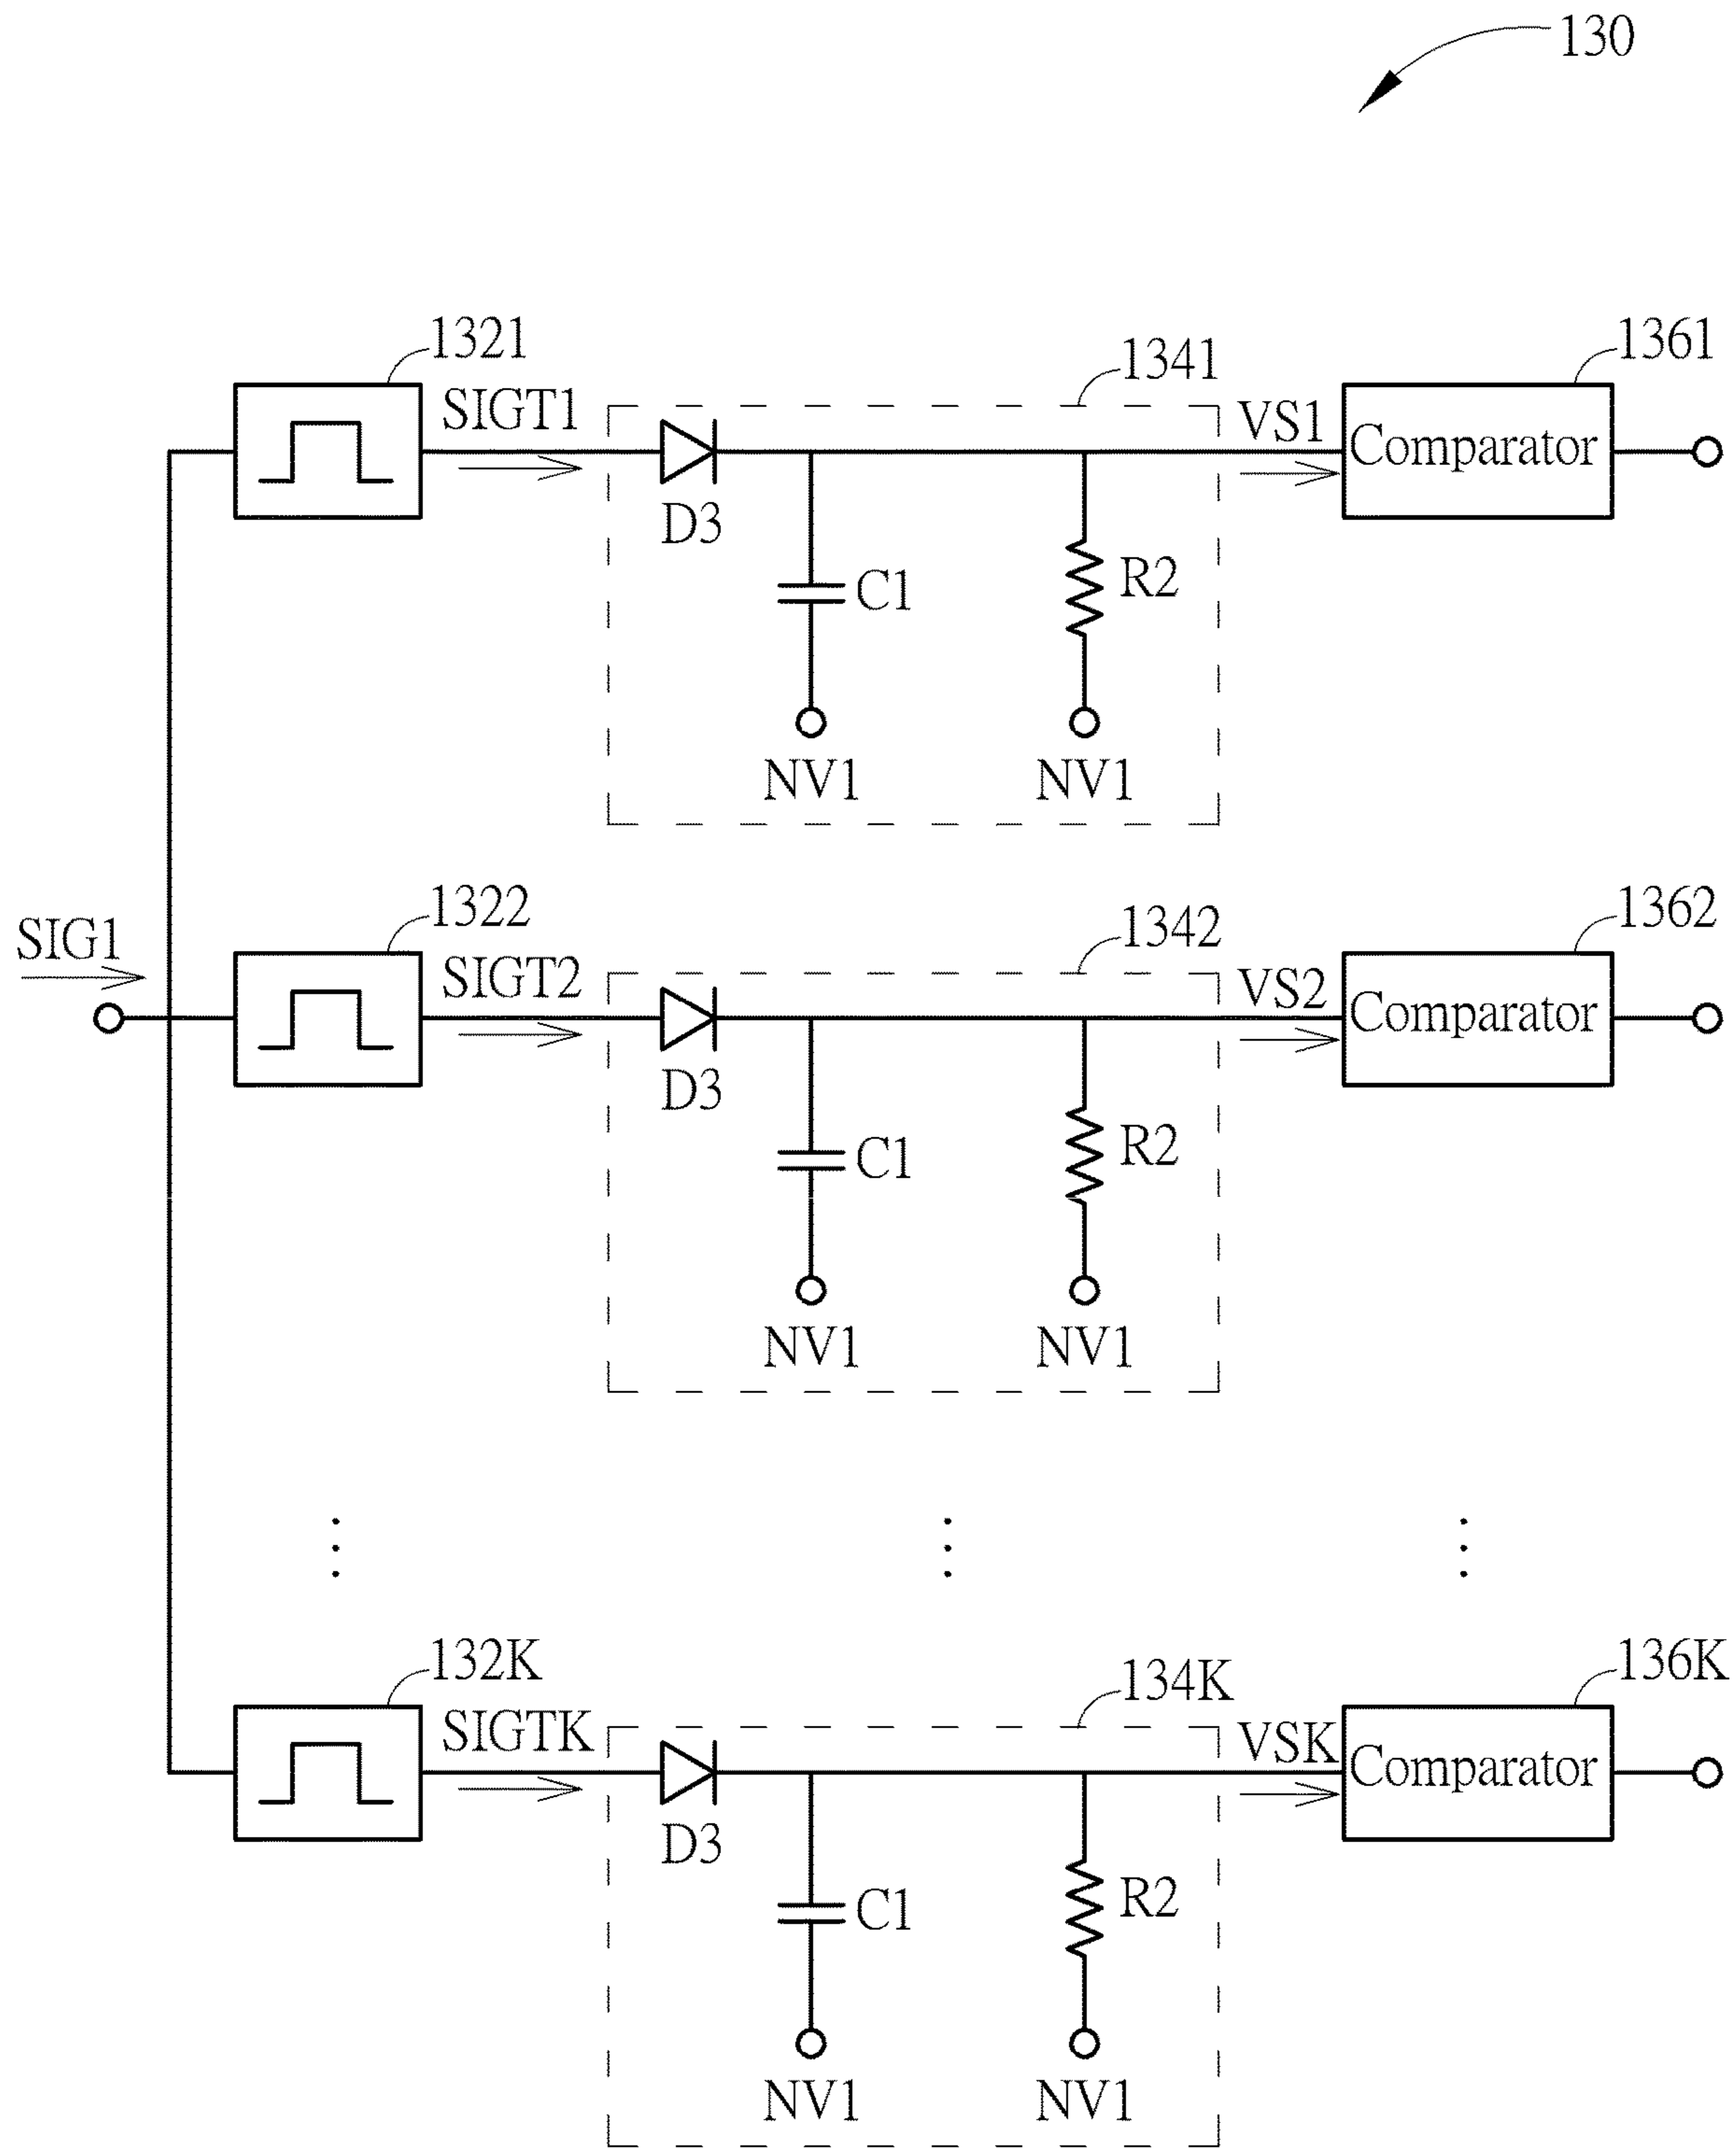 130
1321
SIGT1
1341
VS1
1361
Comparator
D3
C1
R2
NV1
NV1
SIG1
1322
SIGT2
1342
VS2
1362
Comparator
D3
C1
R2
NV1
NV1
132K
SIGTK
134K
VSK
136K
Comparator
D3
C1
R2
NV1
NV1